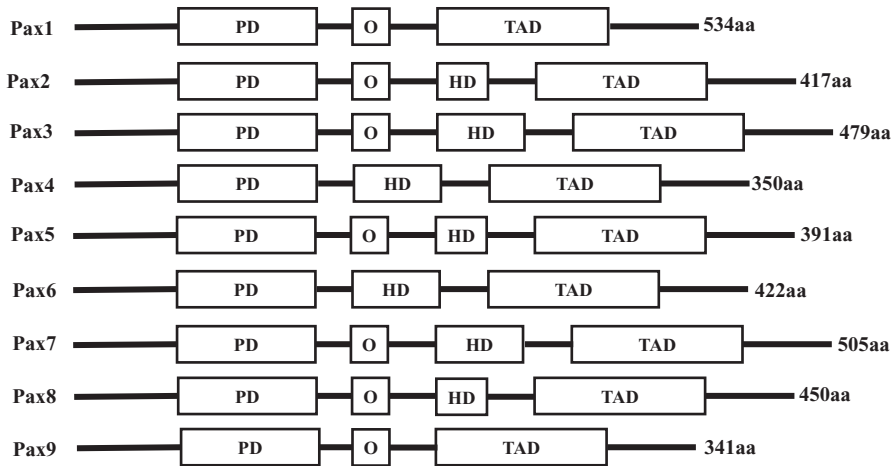 Pax1 PD O TAD 534aa
Pax2 PD O HD TAD 417aa
Pax3 PD O HD TAD 479aa
Pax4 PD HD TAD 350aa
Pax5 PD O HD TAD 391aa
Pax6 PD HD TAD 422aa
Pax7 PD O HD TAD 505aa
Pax8 PD O HD TAD 450aa
Pax9 PD O TAD 341aa